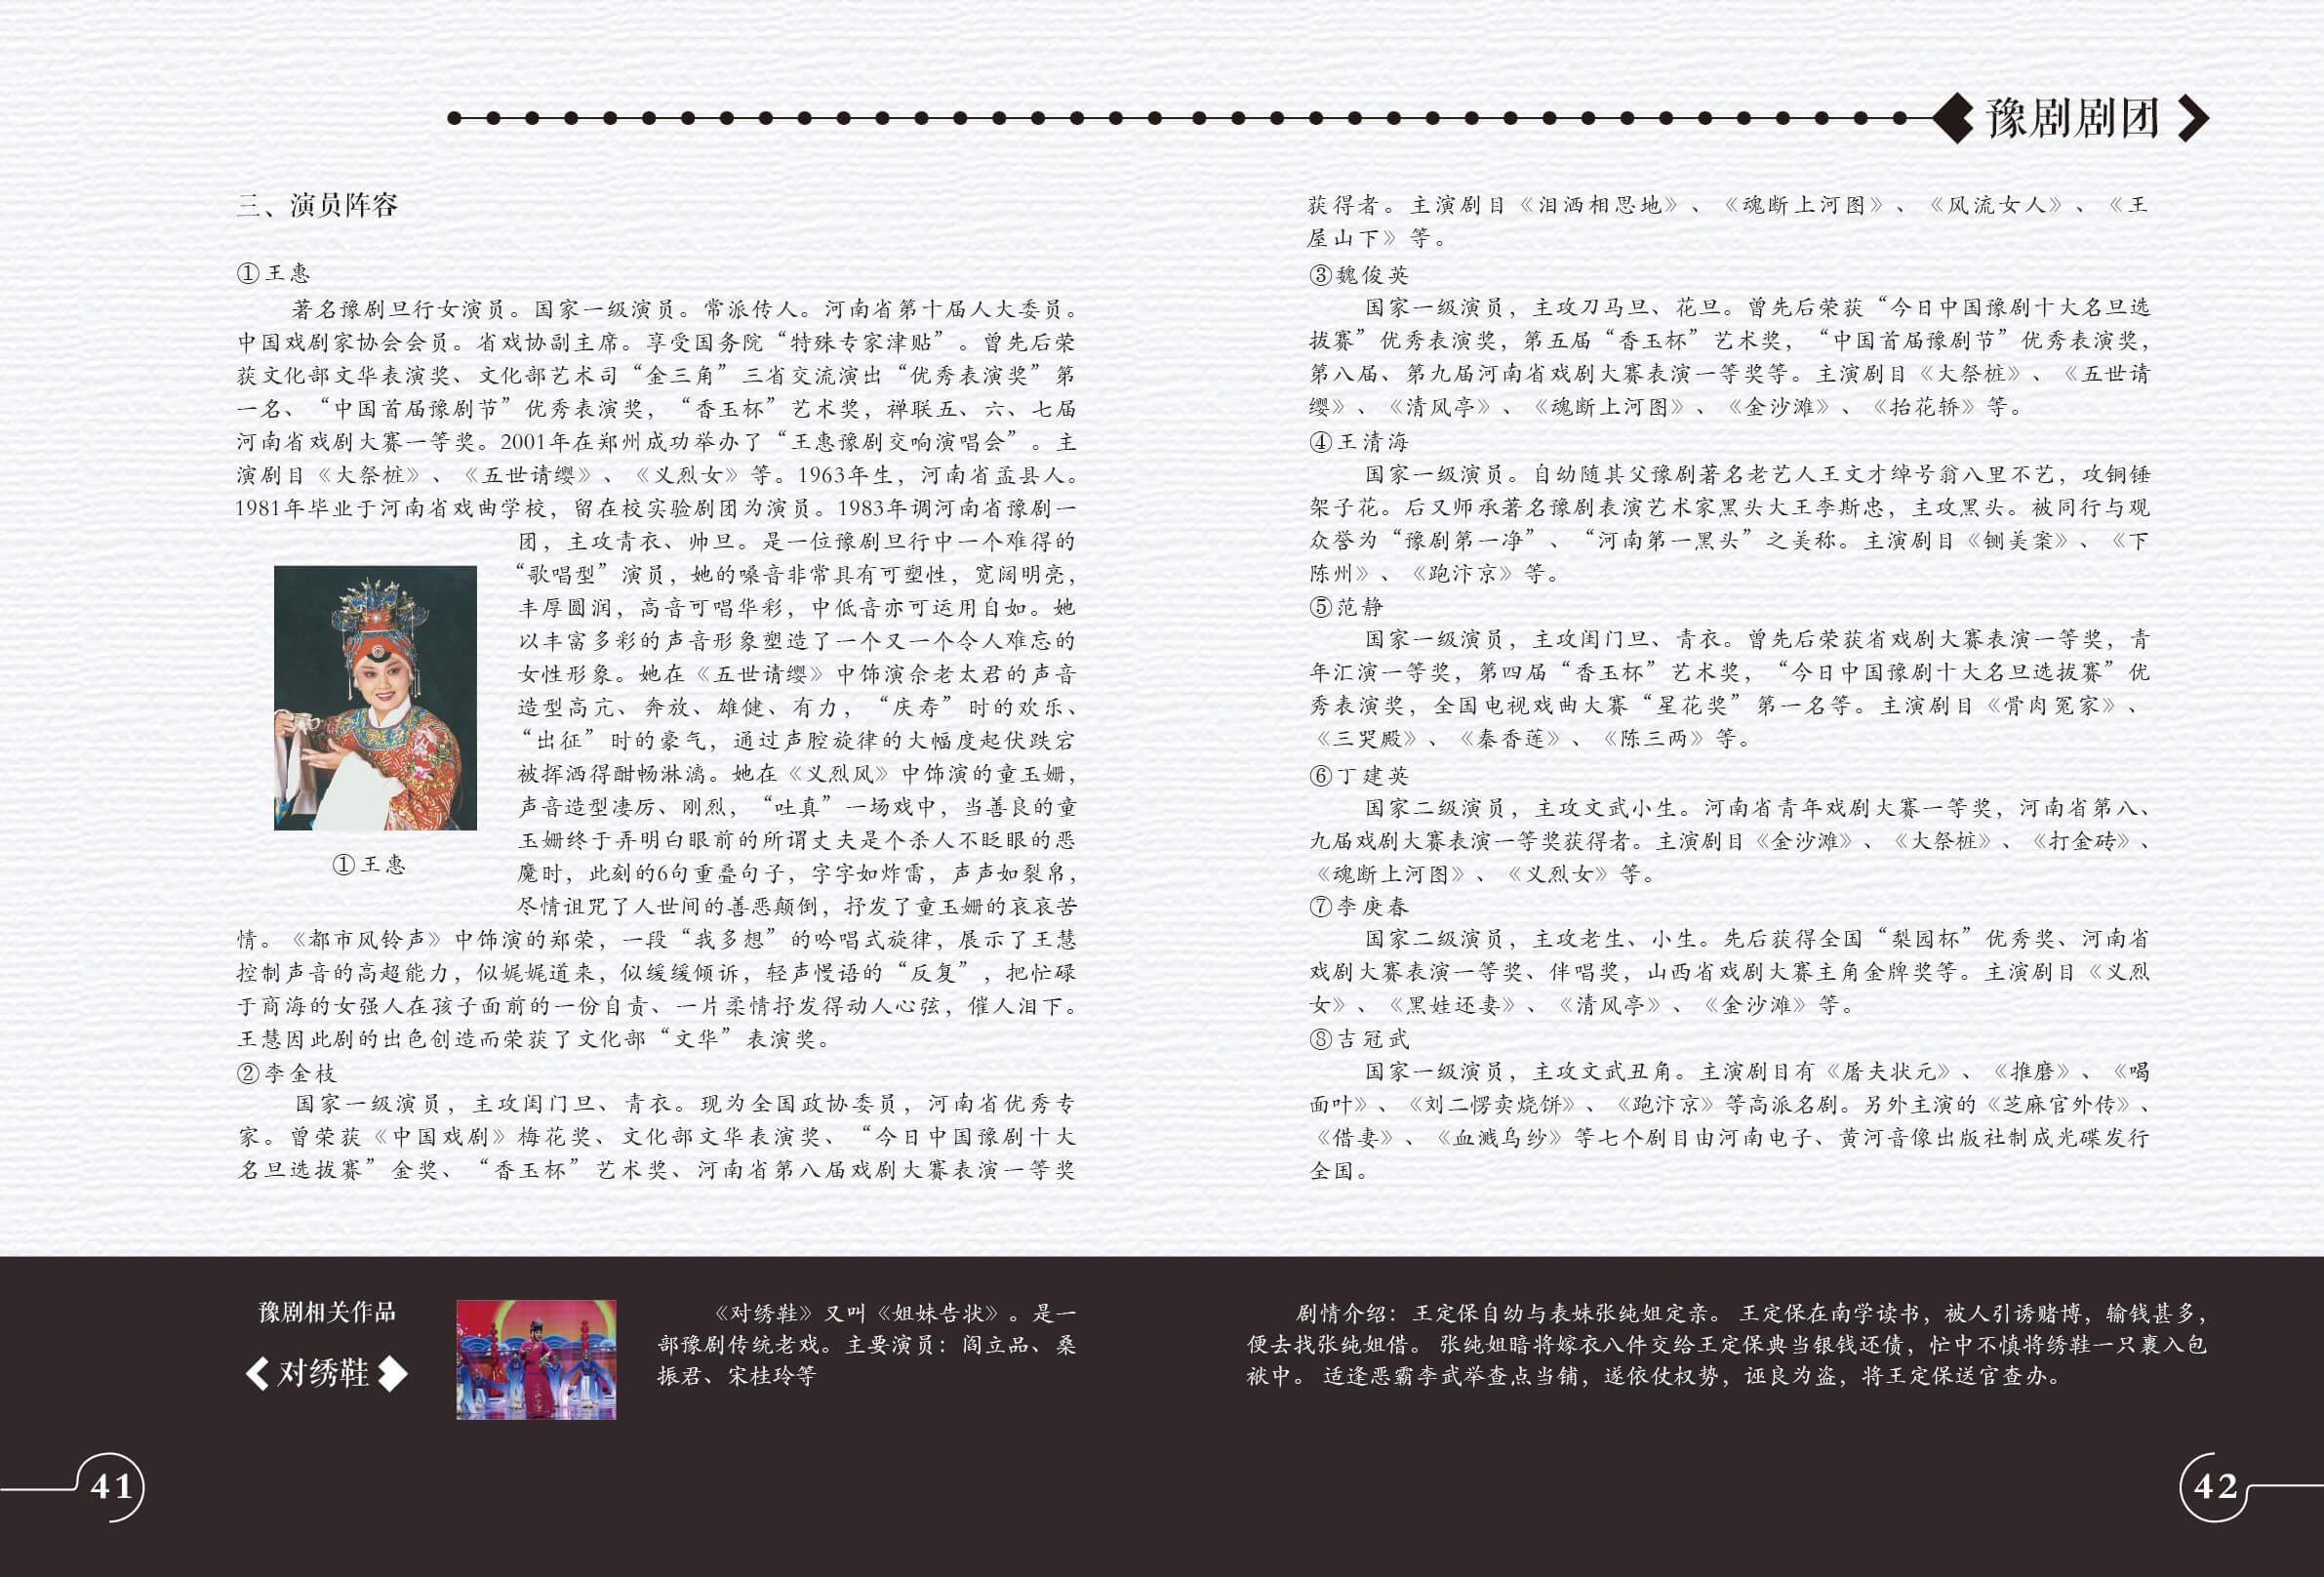 豫剧剧团
三、演员阵容
①王惠
著名豫剧旦行女演员。国家一级演员。常派传人。河南省第十届人大委员。
中国戏剧家协会会员。省戏协副主席。享受国务院“特殊专家津贴”。曾先后荣
获文化部文华表演奖、文化部艺术司“金三角”三省交流演出“优秀表演奖”第
一名、“中国首届豫剧节”优秀表演奖，“香玉杯”艺术奖，禅联五、六、七届
河南省戏剧大赛一等奖。2001年在郑州成功举办了“王惠豫剧交响演唱会”。主
演剧目《大祭桩》、《五世请缨》、《义烈女》等。1963年生，河南省孟县人。
1981年毕业于河南省戏曲学校，留在校实验剧团为演员。1983年调河南省豫剧一
团，主攻青衣、帅旦。是一位豫剧旦行中一个难得的
“歌唱型”演员，她的嗓音非常具有可塑性，宽阔明亮，
丰厚圆润，高音可唱华彩，中低音亦可运用自如。她
以丰富多彩的声音形象塑造了一个又一个令人难忘的
女性形象。她在《五世请缨》中饰演佘老太君的声音
造型高亢、奔放、雄健、有力，“庆寿”时的欢乐、
“出征”时的豪气，通过声腔旋律的大幅度起伏跌宕
被挥洒得酣畅淋漓。她在《义烈风》中饰演的童玉姗，
声音造型凄厉、刚烈，“吐真”一场戏中，当善良的童
玉姗终于弄明白眼前的所谓丈夫是个杀人不眨眼的恶
魔时，此刻的6句重叠句子，字字如炸雷，声声如裂帛，
尽情诅咒了人世间的善恶颠倒，抒发了童玉姗的哀哀苦
情。《都市风铃声》中饰演的郑荣，一段“我多想”的吟唱式旋律，展示了王慧
控制声音的高超能力，似娓娓道来，似缓缓倾诉，轻声慢语的“反复”，把忙碌
于商海的女强人在孩子面前的一份自责、一片柔情抒发得动人心弦，催人泪下。
王慧因此剧的出色创造而荣获了文化部“文华”表演奖。
①王惠
②李金枝
国家一级演员，主攻闺门旦、青衣。现为全国政协委员，河南省优秀专
家。曾荣获《中国戏剧》梅花奖、文化部文华表演奖、“今日中国豫剧十大
名旦选拔赛”金奖、“香玉杯”艺术奖、河南省第八届戏剧大赛表演一等奖
获得者。主演剧目《泪洒相思地》、《魂断上河图》、《风流女人》、《王
屋山下》等。
③魏俊英
国家一级演员，主攻刀马旦、花旦。曾先后荣获“今日中国豫剧十大名旦选
拔赛”优秀表演奖，第五届“香玉杯”艺术奖，“中国首届豫剧节”优秀表演奖，
第八届、第九届河南省戏剧大赛表演一等奖等。主演剧目《大祭桩》、《五世请
缨》、《清风亭》、《魂断上河图》、《金沙滩》、《抬花轿》等。
④王清海
国家一级演员。自幼随其父豫剧著名老艺人王文才绰号翁八里不艺，攻铜锤
架子花。后又师承著名豫剧表演艺术家黑头大王李斯忠，主攻黑头。被同行与观
众誉为“豫剧第一净”、“河南第一黑头”之美称。主演剧目《铡美案》、《下
陈州》、《跑汴京》等。
⑤范静
国家一级演员，主攻闺门旦、青衣。曾先后荣获省戏剧大赛表演一等奖，青
年汇演一等奖，第四届“香玉杯”艺术奖，“今日中国豫剧十大名旦选拔赛”优
秀表演奖，全国电视戏曲大赛“星花奖”第一名等。主演剧目《骨肉冤家》、
《三哭殿》、《秦香莲》、《陈三两》等。
⑥丁建英
国家二级演员，主攻文武小生。河南省青年戏剧大赛一等奖，河南省第八、
九届戏剧大赛表演一等奖获得者。主演剧目《金沙滩》、《大祭桩》、《打金砖》、
《魂断上河图》、《义烈女》等。
⑦李庚春
国家二级演员，主攻老生、小生。先后获得全国“梨园杯”优秀奖、河南省
戏剧大赛表演一等奖、伴唱奖，山西省戏剧大赛主角金牌奖等。主演剧目《义烈
女》、《黑娃还妻》、《清风亭》、《金沙滩》等。
⑧吉冠武
国家一级演员，主攻文武丑角。主演剧目有《屠夫状元》、《推磨》、《喝
面叶》、《刘二愣卖烧饼》、《跑汴京》等高派名剧。另外主演的《芝麻官外传》、
《借妻》、《血溅乌纱》等七个剧目由河南电子、黄河音像出版社制成光碟发行
全国。
豫剧相关作品
对绣鞋
《对绣鞋》又叫《姐妹告状》。是一
部豫剧传统老戏。主要演员：阎立品、桑
振君、宋桂玲等
剧情介绍：王定保自幼与表妹张纯姐定亲。 王定保在南学读书，被人引诱赌博，输钱甚多，
便去找张纯姐借。 张纯姐暗将嫁衣八件交给王定保典当银钱还债，忙中不慎将绣鞋一只裹入包
袱中。 适逢恶霸李武举查点当铺，遂依仗权势，诬良为盗，将王定保送官查办。
41
42